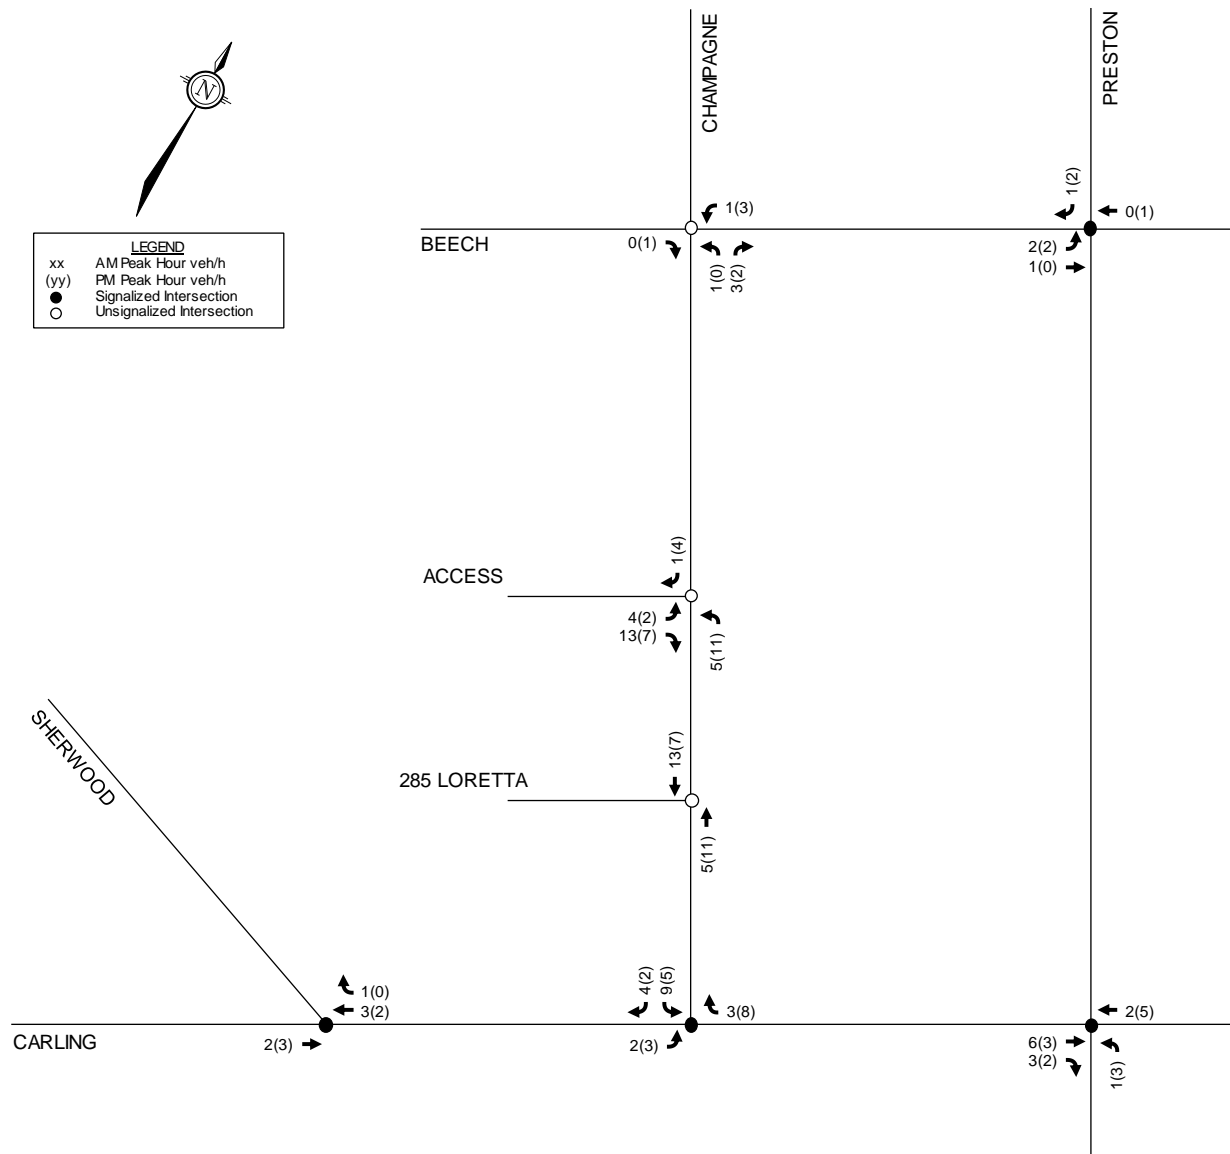 CHAMPAGNE
PRESTON
N
LEGEND
xx AM Peak Hour veh/h
(yy) PM Peak Hour veh/h
Signalized Intersection
Unsignalized Intersection
BEECH
1(3)
0(1)
1(0)
3(2)
1(2)
0(1)
2(2)
1(0)
ACCESS
1(4)
4(2)
13(7)
5(11)
SHERWOOD
285 LORETTA
13(7)
5(11)
CARLING
1(0)
3(2)
2(3)
4(2)
9(5)
3(8)
2(3)
2(5)
6(3)
3(2)
1(3)